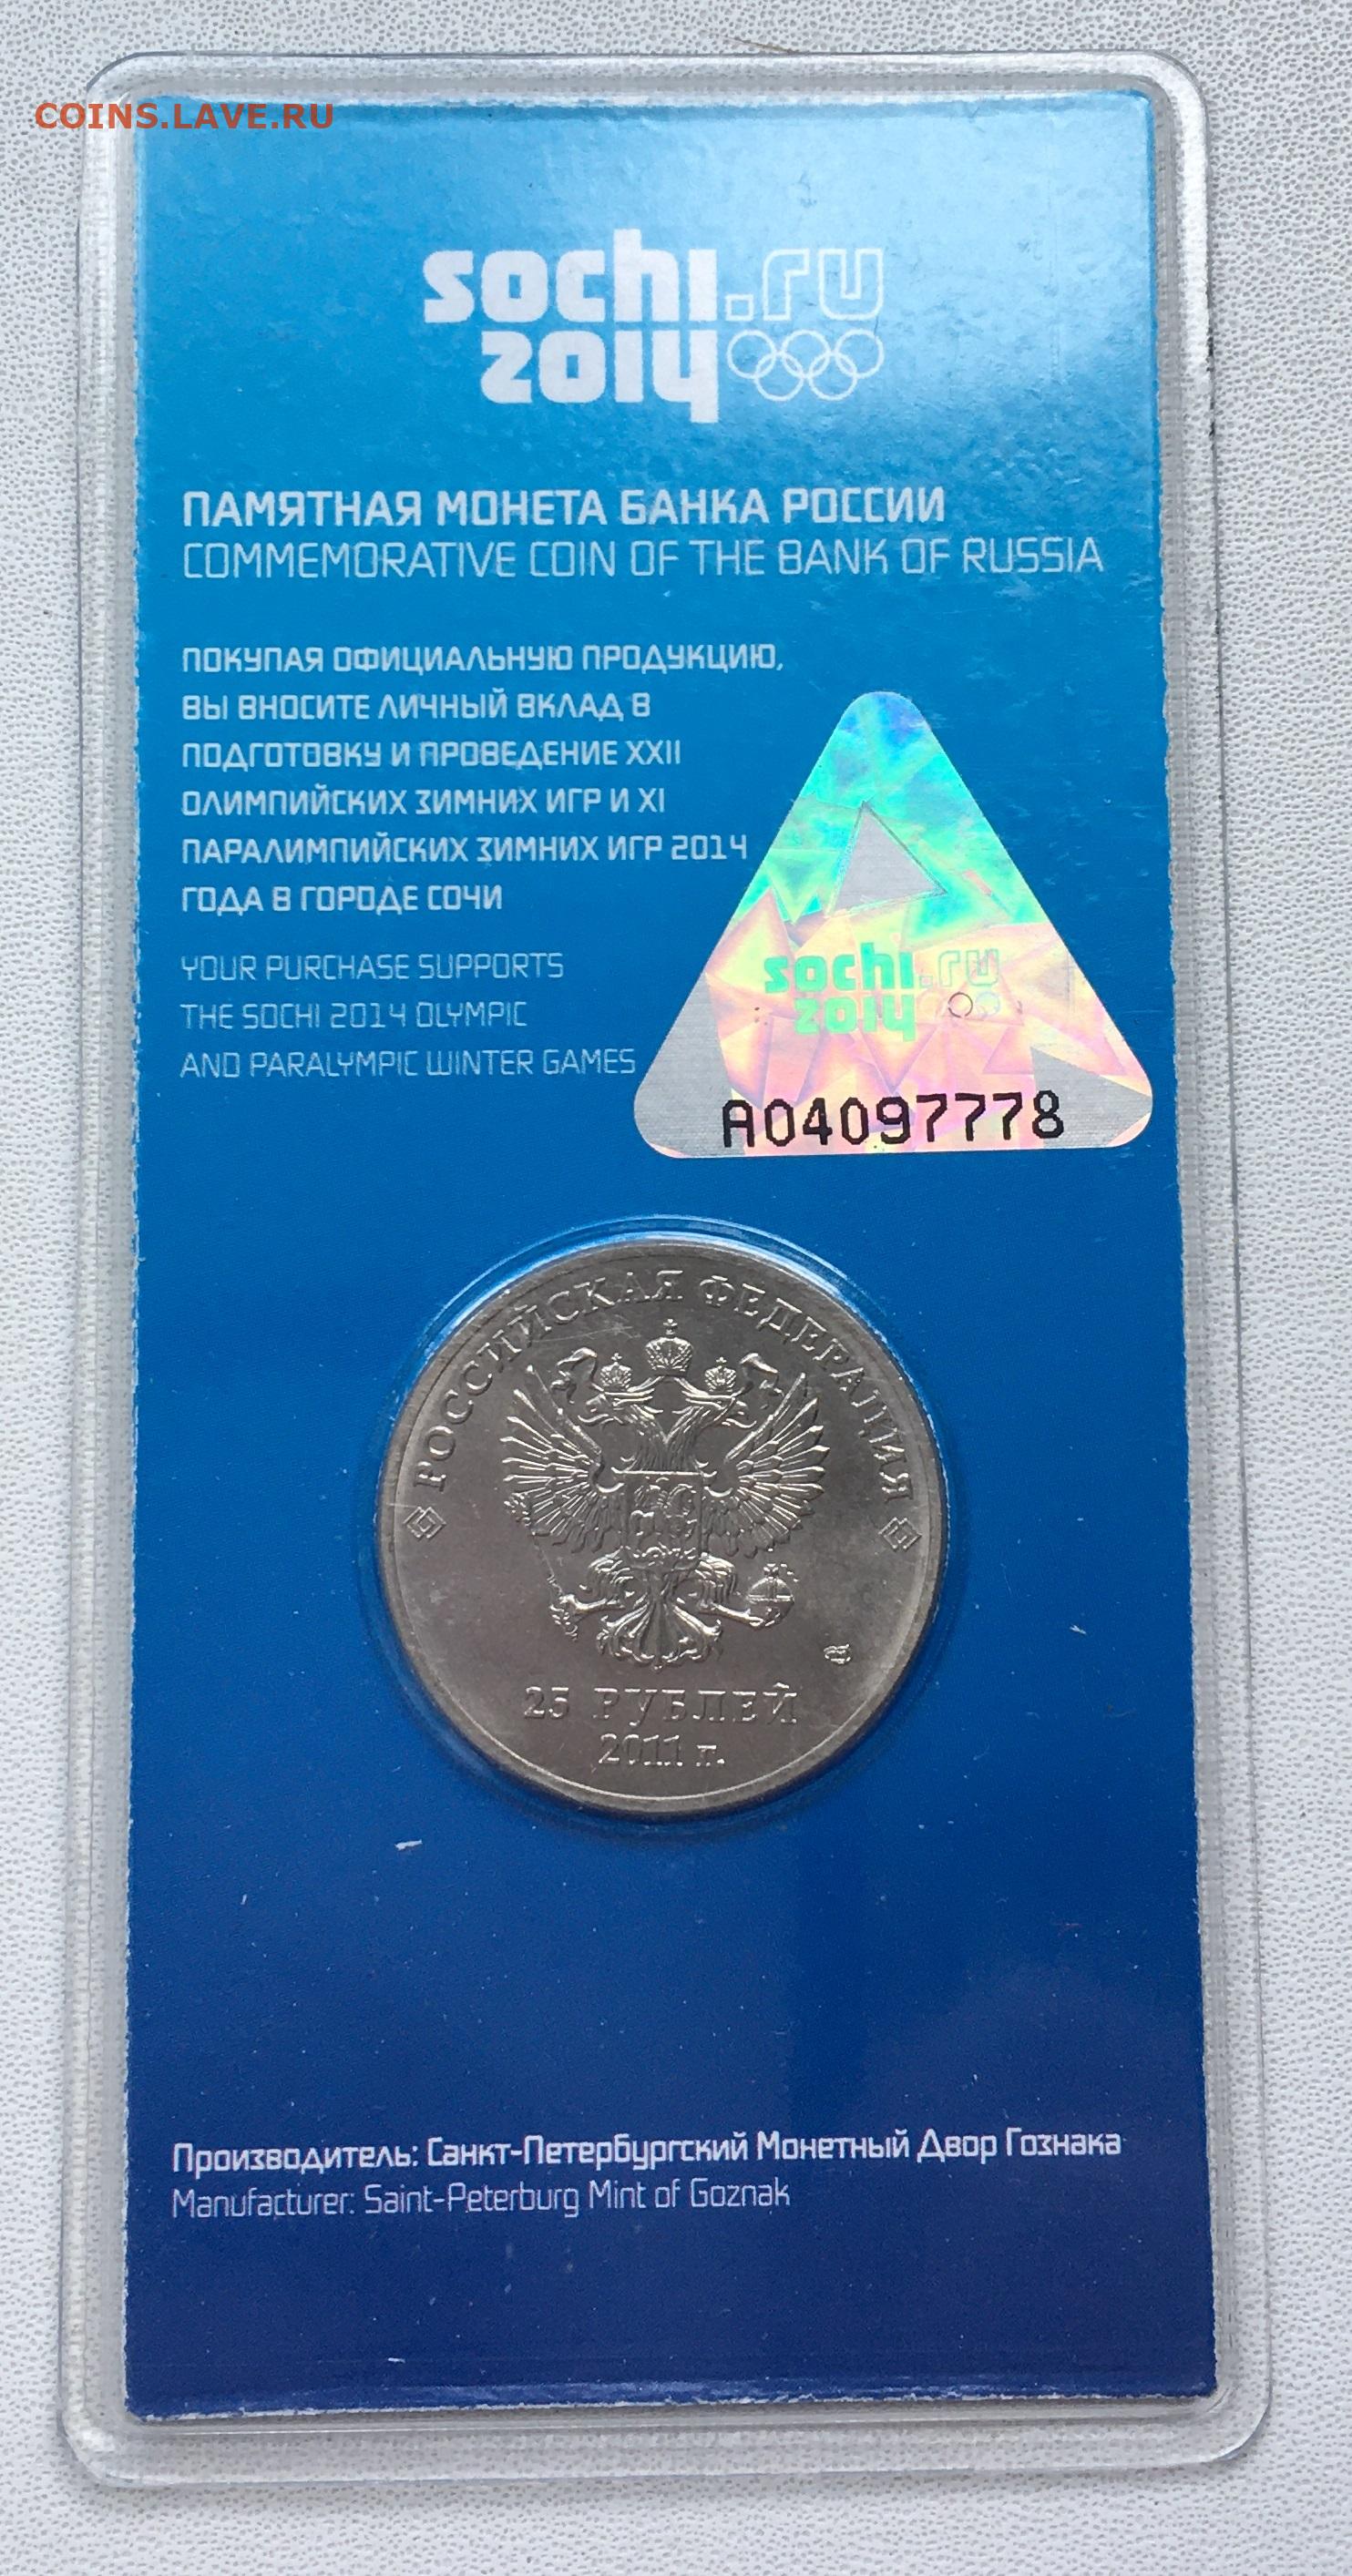 COINS.LAVE.RU
sochi.ru
2014
ПАМЯТНАЯ МОНЕТА БАНКА РОССИИ
COMMEMORATIVE COIN OF THE BANK OF RUSSIA
ПОКУПАЯ ОФИЦИАЛЬНУЮ ПРОДУКЦИЮ,
ВЫ ВНОСИТЕ ЛИЧНЫЙ ВКЛАД В
ПОДГОТОВКУ И ПРОВЕДЕНИЕ XXII
ОЛИМПИЙСКИХ ЗИМНИХ ИГР И XI
ПАРАЛИМПИЙСКИХ ЗИМНИХ ИГР 2014
ГОДА В ГОРОДЕ СОЧИ
YOUR PURCHASE SUPPORTS
THE SOCHI 2014 OLYMPIC
AND PARALYMPIC WINTER GAMES
sochi.ru
2014
A04097778
РОССИЙСКАЯ ФЕДЕРАЦИЯ
25 РУБЛЕЙ
2011 г.
Производитель: Санкт-Петербургский Монетный Двор Гознака
Manufacturer: Saint-Peterburg Mint of Goznak